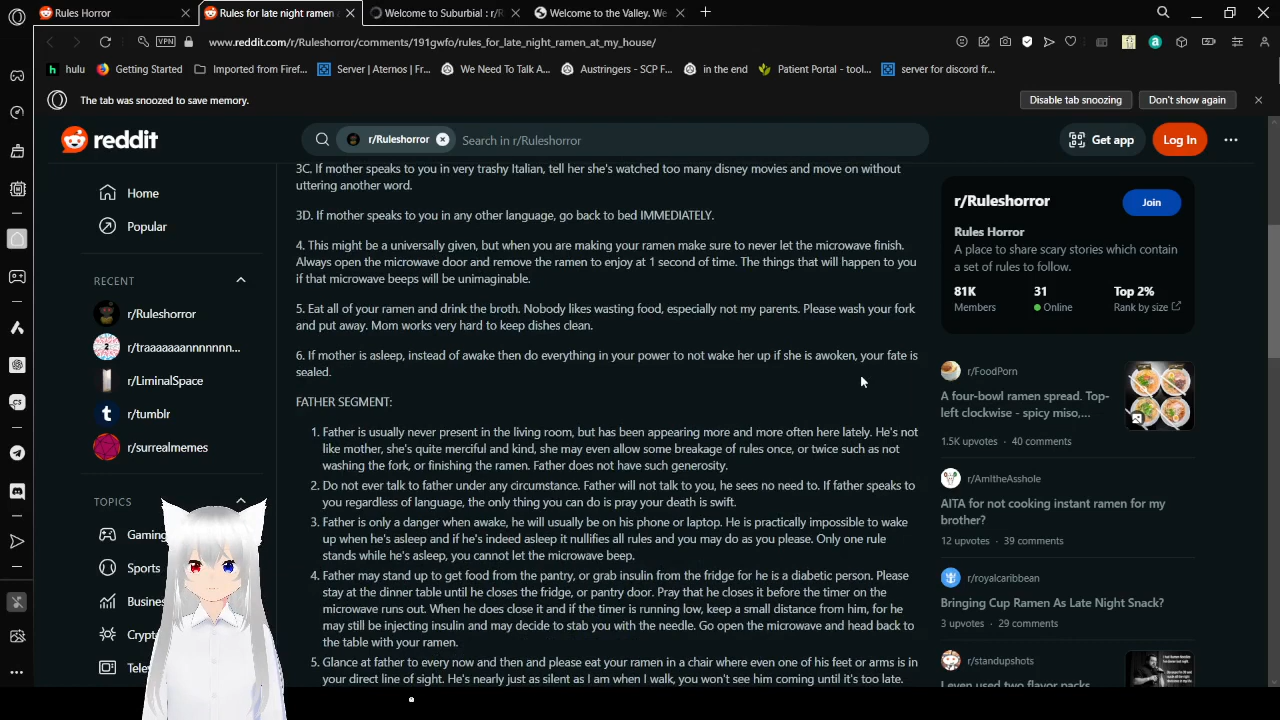 Rules Horror
Rules for late night ramen a
Welcome to Suburbial : r/R
Welcome to the Valley. We
VPN
www.reddit.com/r/Ruleshorror/comments/191gwfo/rules_for_late_night_ramen_at_my_house/
hulu
Getting Started
Imported from Firef...
Server | Aternos | Fr...
We Need To Talk A...
Austringers - SCP F...
in the end
Patient Portal - tool...
server for discord fr...
The tab was snoozed to save memory.
Disable tab snoozing
Don't show again
reddit
r/Ruleshorror
Search in r/Ruleshorror
Get app
Log In
Home
Popular
RECENT
r/Ruleshorror
r/traaaaaaannnnnnn...
r/LiminalSpace
r/tumblr
r/surrealmemes
TOPICS
Gaming
Sports
Busine
Crypt
Tele
3C. If mother speaks to you in very trashy Italian, tell her she's watched too many disney movies and move on without
uttering another word.
3D. If mother speaks to you in any other language, go back to bed IMMEDIATELY.
4. This might be a universally given, but when you are making your ramen make sure to never let the microwave finish.
Always open the microwave door and remove the ramen to enjoy at 1 second of time. The things that will happen to you
if that microwave beeps will be unimaginable.
5. Eat all of your ramen and drink the broth. Nobody likes wasting food, especially not my parents. Please wash your fork
and put away. Mom works very hard to keep dishes clean.
6. If mother is asleep, instead of awake then do everything in your power to not wake her up if she is awoken, your fate is
sealed.
FATHER SEGMENT:
1. Father is usually never present in the living room, but has been appearing more and more often here lately. He's not
like mother, she's quite merciful and kind, she may even allow some breakage of rules once, or twice such as not
washing the fork, or finishing the ramen. Father does not have such generosity.
2. Do not ever talk to father under any circumstance. Father will not talk to you, he sees no need to. If father speaks to
you regardless of language, the only thing you can do is pray your death is swift.
3. Father is only a danger when awake, he will usually be on his phone or laptop. He is practically impossible to wake
up when he's asleep and if he's indeed asleep it nullifies all rules and you may do as you please. Only one rule
stands while he's asleep, you cannot let the microwave beep.
4. Father may stand up to get food from the pantry, or grab insulin from the fridge for he is a diabetic person. Please
stay at the dinner table until he closes the fridge, or pantry door. Pray that he closes it before the timer on the
microwave runs out. When he does close it and if the timer is running low, keep a small distance from him, for he
may still be injecting insulin and may decide to stab you with the needle. Go open the microwave and head back to
the table with your ramen.
5. Glance at father to every now and then and please eat your ramen in a chair where even one of his feet or arms is in
your direct line of sight. He's early just as silent as I am when I walk, you won't see him coming until it's too late.
r/Ruleshorror
Join
Rules Horror
A place to share scary stories which contain
a set of rules to follow.
81K
31
Top 2%
Members
Online
Rank by size
r/FoodPorn
A four-bowl ramen spread. Top-
left clockwise - spicy miso,...
1.5K upvotes · 40 comments
r/AmItheAsshole
AITA for not cooking instant ramen for my
brother?
12 upvotes · 39 comments
r/royalcaribbean
Bringing Cup Ramen As Late Night Snack?
3 upvotes · 29 comments
r/standupshots